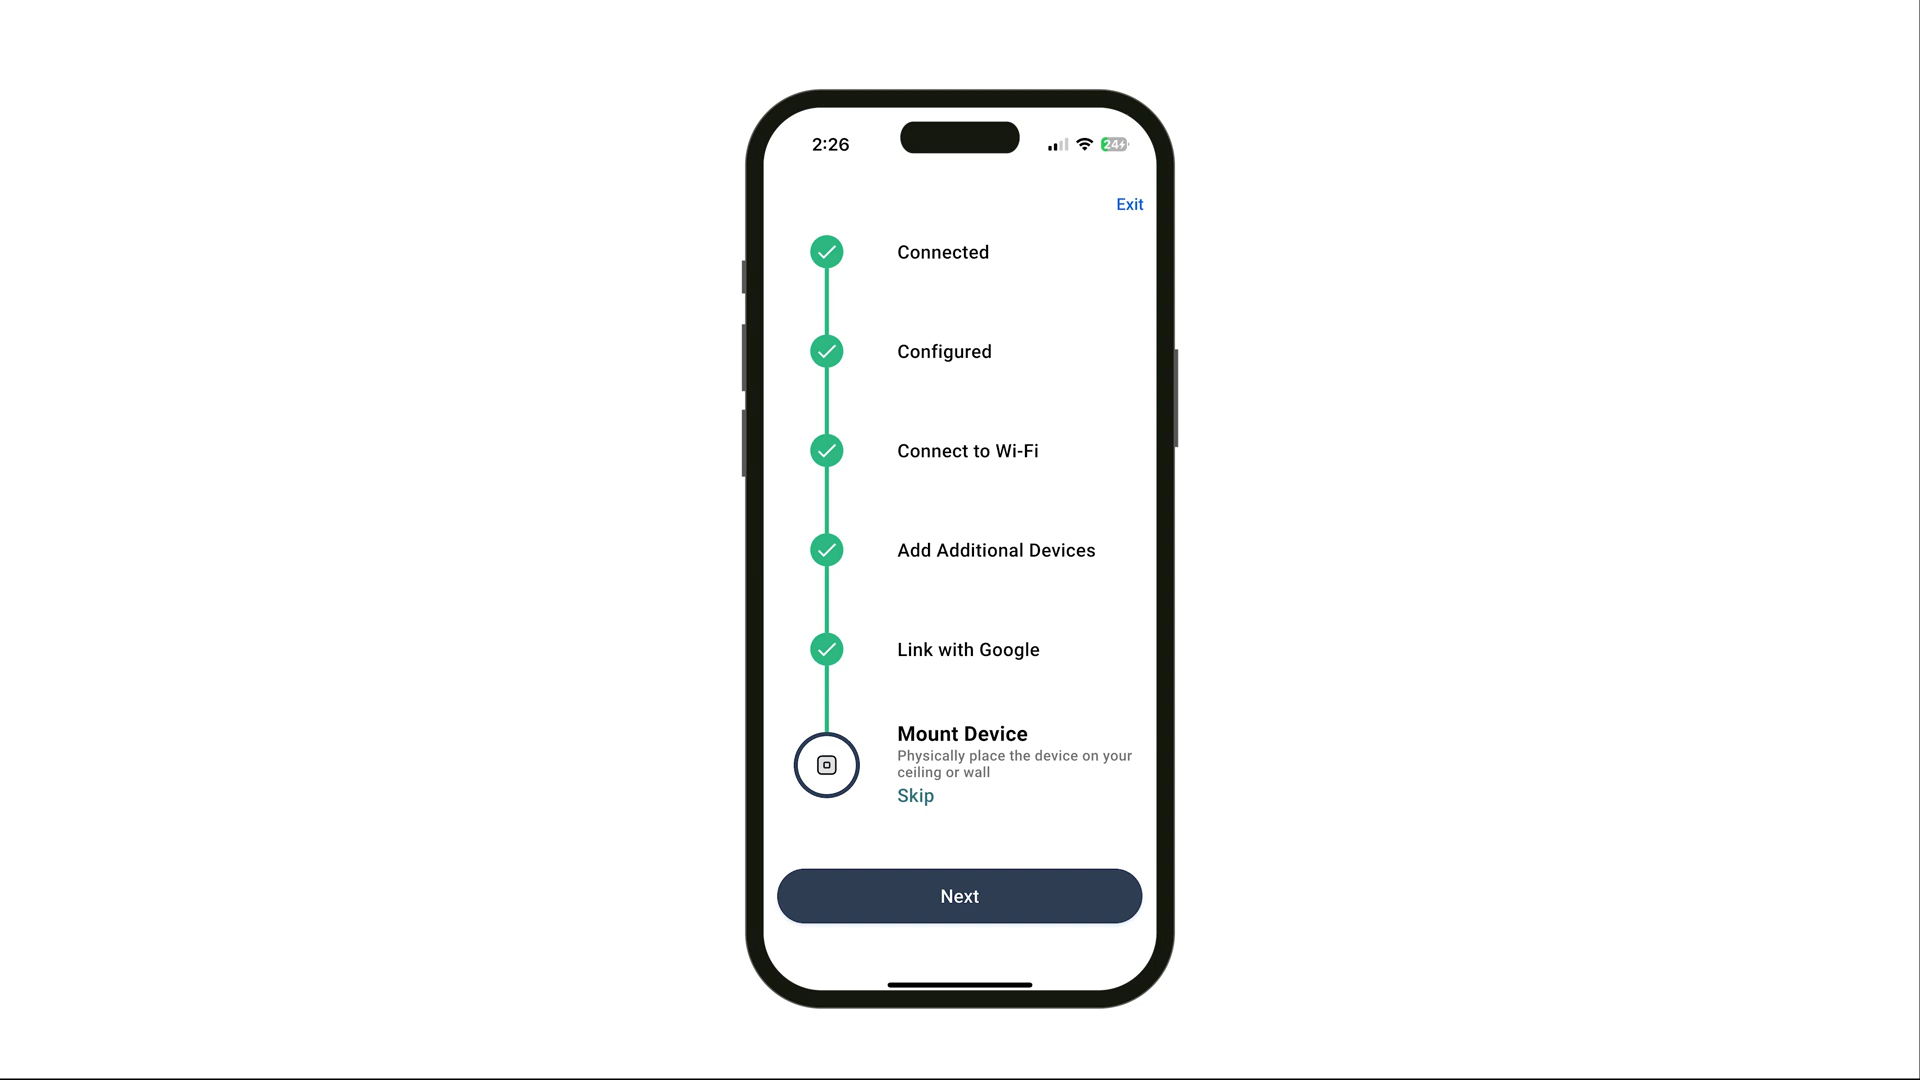 2:26
24
Exit
Connected
Configured
Connect to Wi-Fi
Add Additional Devices
Link with Google
Mount Device
Physically place the device on your
ceiling or wall
Skip
Next